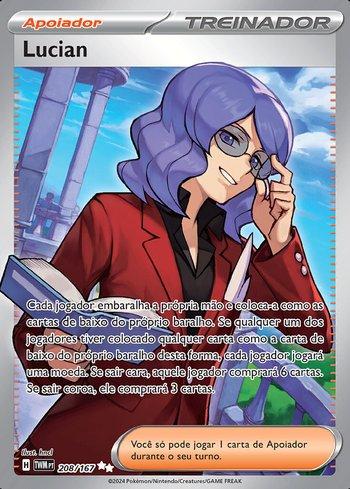 Apoiador
TREINADOR
Lucian
Cada jogador embaralha a própria mão e coloca-a como as
cartas de baixo do próprio baralho. Se qualquer um dos
jogadores tiver colocado qualquer carta como a carta de
baixo do próprio baralho desta forma, cada jogador jogará
uma moeda. Se sair cara, aquele jogador comprará 6 cartas.
Se sair coroa, ele comprará 3 cartas.
Ilust. kncl
H TWM PT 208/167 ★★
Você só pode jogar 1 carta de Apoiador
durante o seu turno.
©2024 Pokémon/Nintendo/Creatures/GAME FREAK